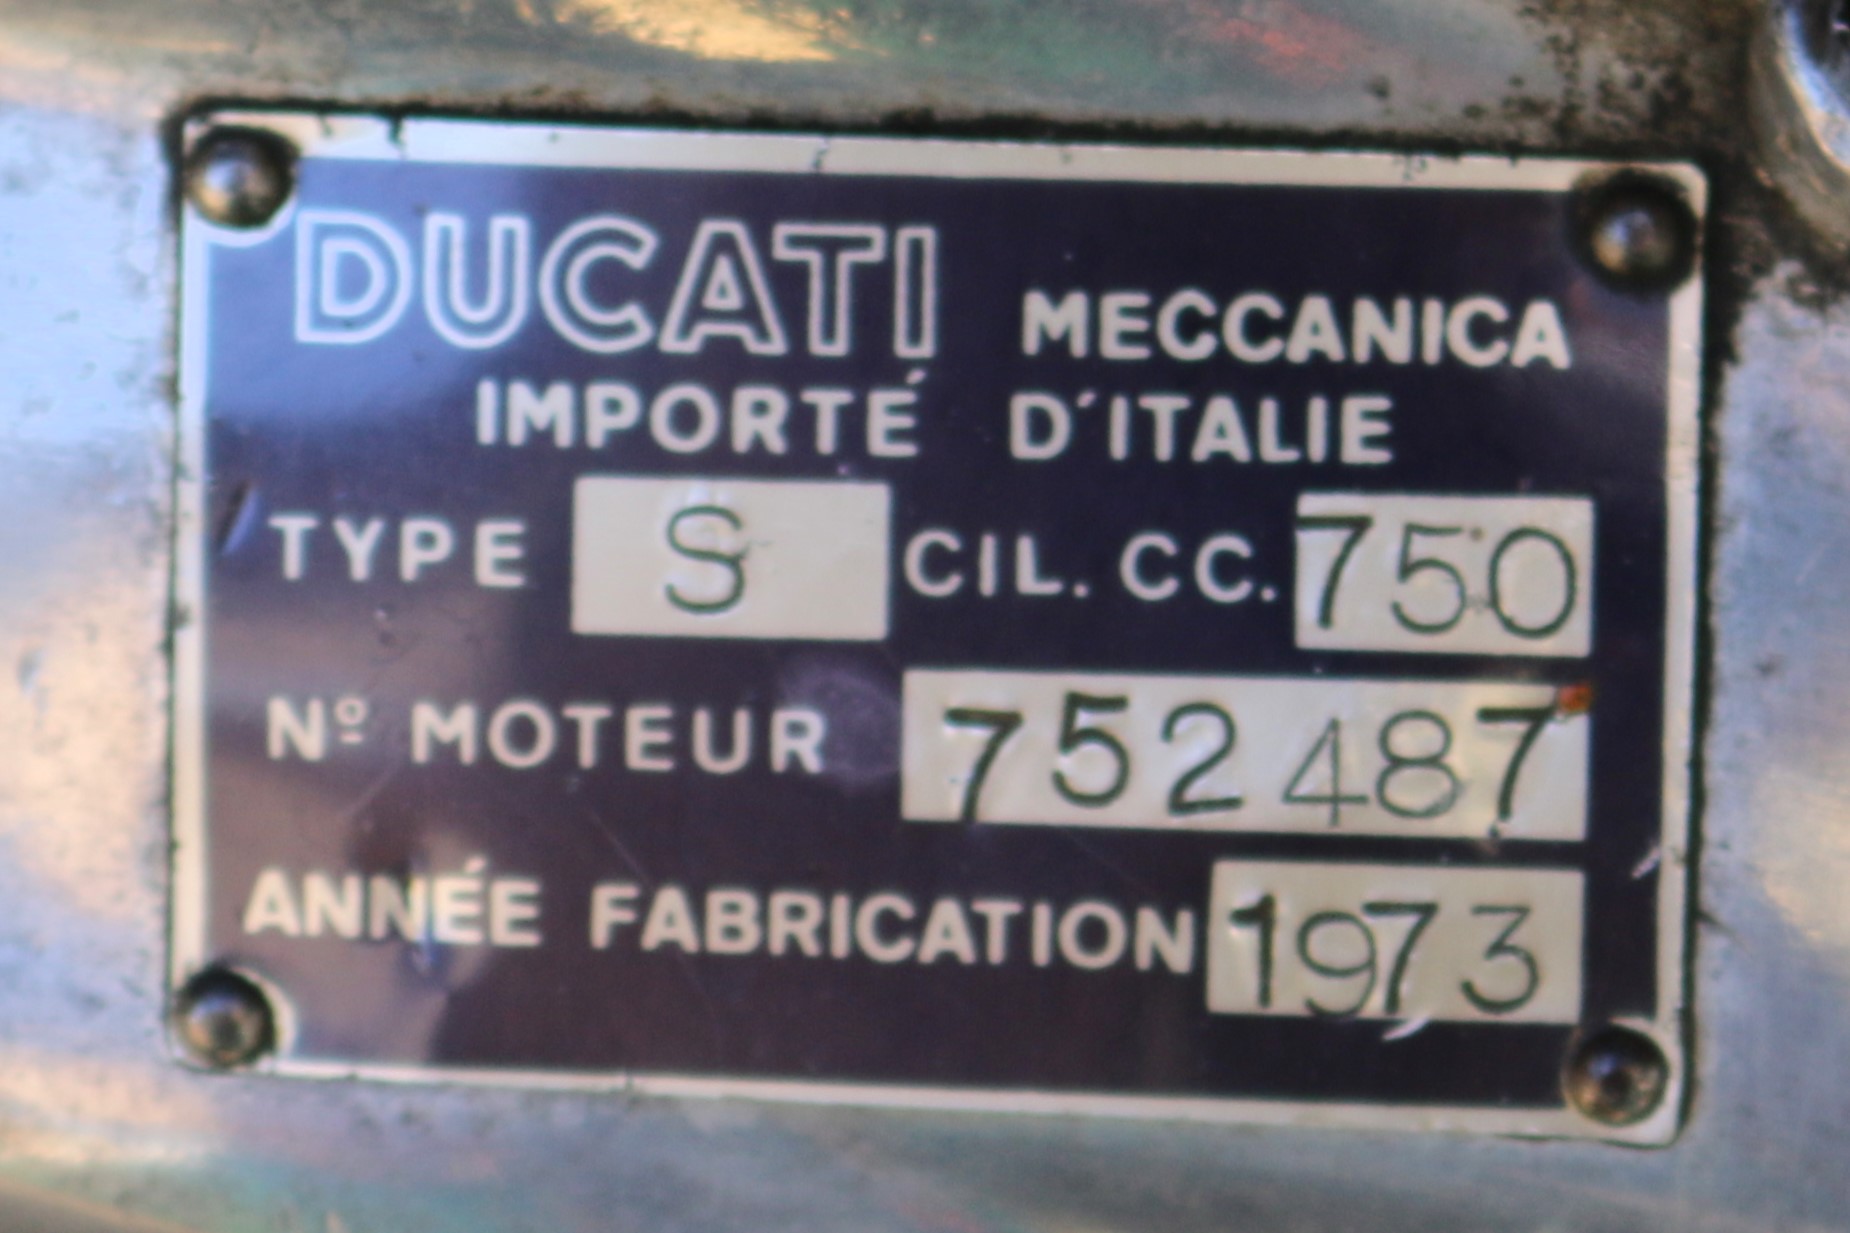 DUCATI MECCANICA
IMPORTÉ D'ITALIE
TYPE S CIL. CC. 750
Nº MOTEUR 752487
ANNÉE FABRICATION 1973